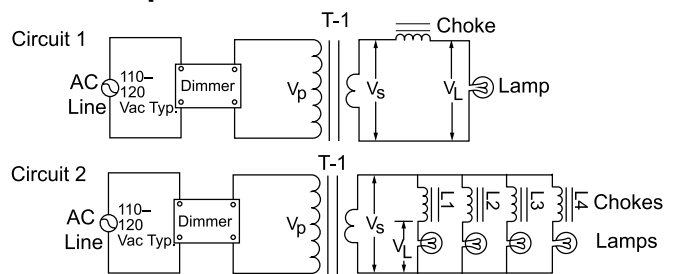 Circuit 1
T-1
Choke
AC
Line
110–
120
Vac Typ.
Dimmer
Vp
Vs
VL
Lamp
Circuit 2
T-1
AC
Line
110–
120
Vac Typ.
Dimmer
Vp
Vs
VL
L1
L2
L3
L4
Chokes
Lamps